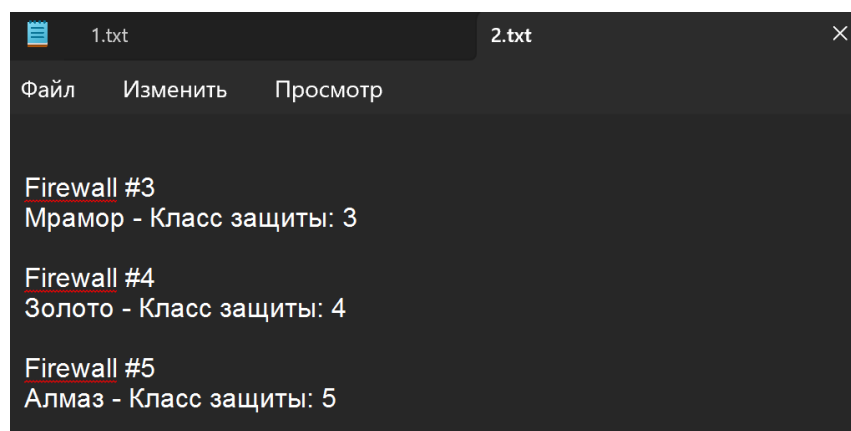 1.txt 2.txt
Файл Изменить Просмотр
Firewall #3
Мрамор - Класс защиты: 3
Firewall #4
Золото - Класс защиты: 4
Firewall #5
Алмаз - Класс защиты: 5